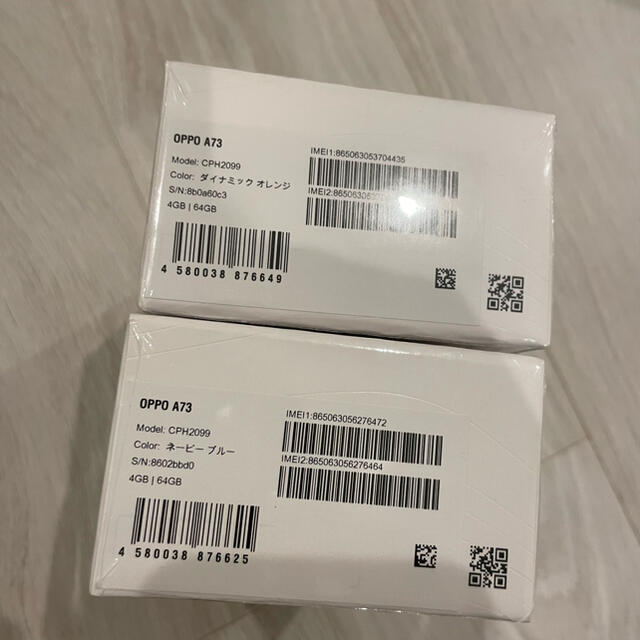 OPPO A73
Model: CPH2099
Color: ダイナミック オレンジ
S/N:8b0a60c3
4GB | 64GB
4 580038 876649
IMEI1:865063053704435
OPPO A73
Model: CPH2099
Color: ネービー ブルー
S/N:8602bbd0
4GB | 64GB
4 580038 876625
IMEI1:865063056276472
IMEI2:865063056276464